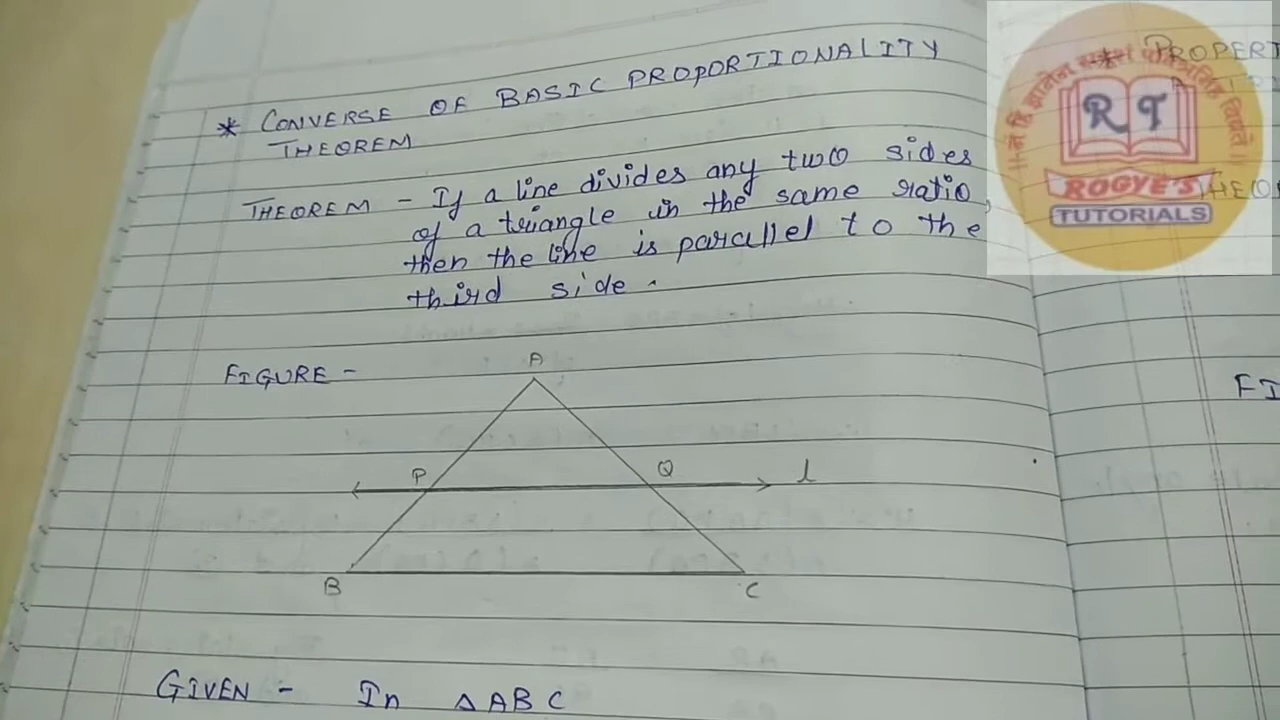 * CONVERSE OF BASIC PROPORTIONALITY
THEOREM
THEOREM - If a line divides any two sides
of a triangle in the same ratio,
then the line is parallel to the
third side.
FIGURE -
A
P
Q
l
B
C
GIVEN - In △ABC
* PROPERT
THEO
FI
R T
ROGYE'S
TUTORIALS